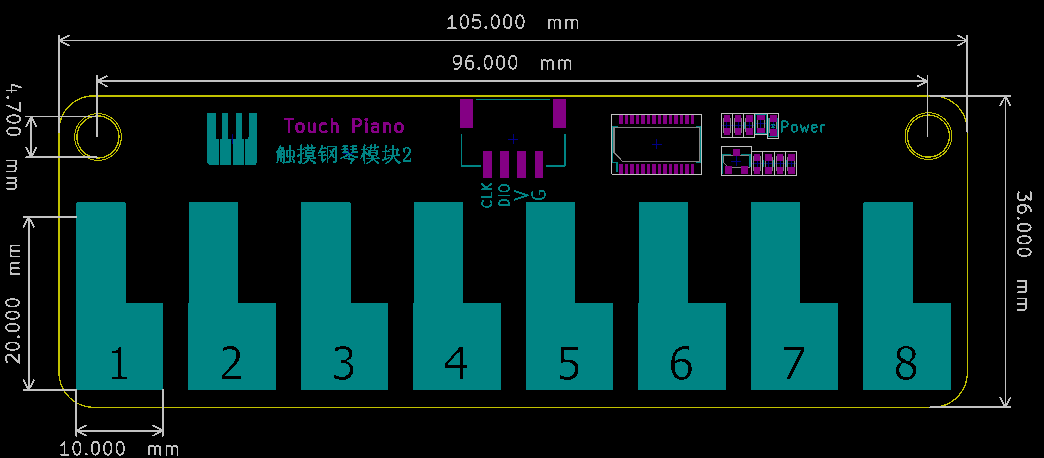 105.000 mm
96.000 mm
4.700 mm
Touch Piano
触摸钢琴模块2
Power
CLK
DIO
V
G
36.000 mm
20.000 mm
1 2 3 4 5 6 7 8
10.000 mm